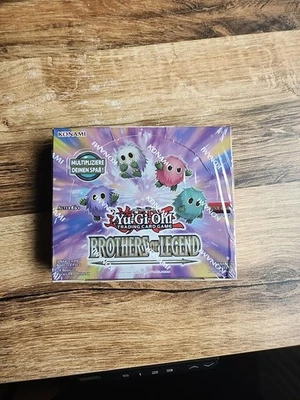 KONAMI
MULTIPLIZIERE
DEINEN SPAß!
Yu-Gi-Oh!
TRADING CARD GAME
BROTHERS OF LEGEND